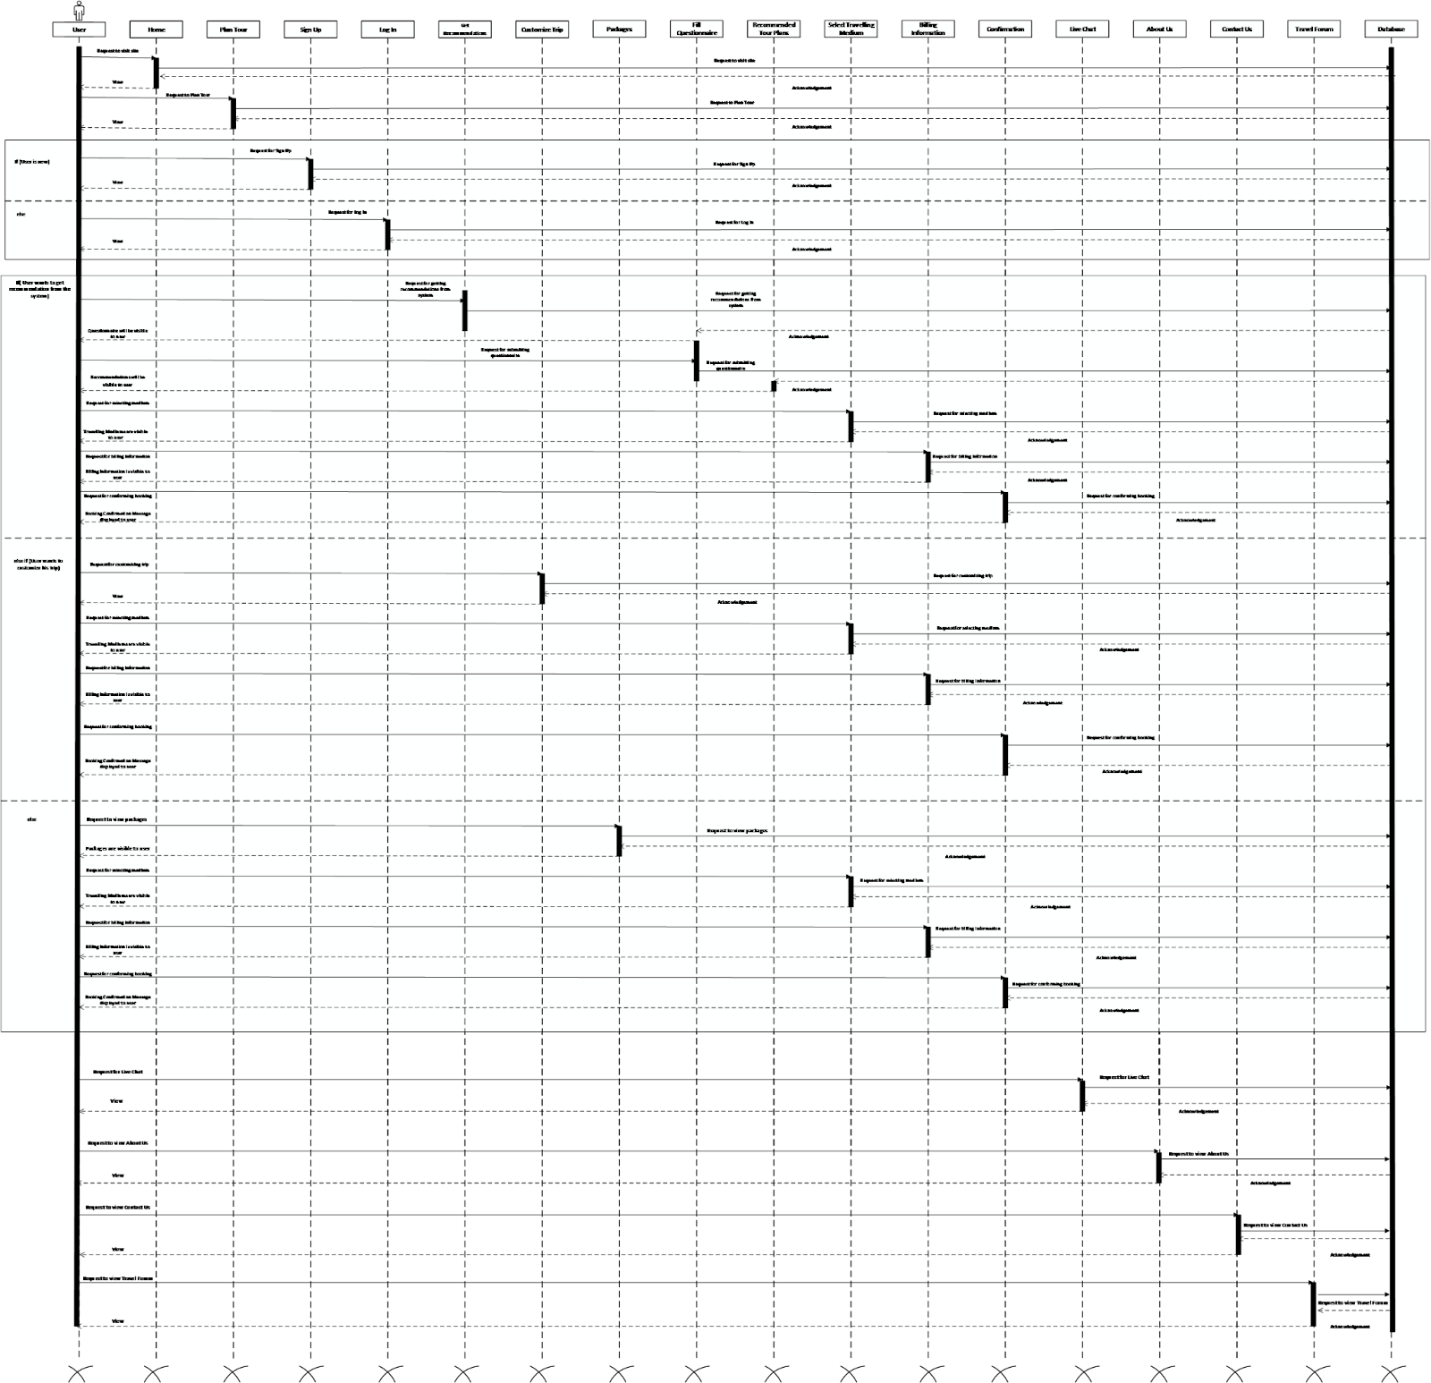 User
Home
Plan Tour
Sign Up
Log In
Get
Recommendations
Customize Trip
Packages
Fill
Questionnaire
Recommended
Tour Plans
Select Travelling
Medium
Billing
Information
Confirmation
Live Chat
About Us
Contact Us
Travel Forum
Database
Request to visit site
Request to visit site
View
Acknowledgement
Request to Plan Tour
Request to Plan Tour
View
Acknowledgement
Request for Sign Up
If [User is new]
Request for Sign Up
View
Acknowledgement
else
Request for log in
Request for Log in
View
Acknowledgement
If[ User wants to get
recommendation from the
system]
Request for getting
recommendations from
system
Request for getting
recommendations from
system
Questionnaire will be visible
to user
Acknowledgement
Request for submitting
questionnaire
Request for submitting
questionnaire
Recommendations will be
visible to user
Acknowledgement
Request for selecting medium
Request for selecting medium
Travelling Mediums are visible
to user
Acknowledgement
Request for billing information
Request for billing information
Billing information is visible to
user
Acknowledgement
Request for confirming booking
Request for confirming booking
Booking Confirmation Message
displayed to user
Acknowledgement
else if [User wants to
customize his trip]
Request for customizing trip
Request for customizing trip
View
Acknowledgement
Request for selecting medium
Request for selecting medium
Travelling Mediums are visible
to user
Acknowledgement
Request for billing information
Request for billing information
Billing information is visible to
user
Acknowledgement
Request for confirming booking
Request for confirming booking
Booking Confirmation Message
displayed to user
Acknowledgement
else
Request to view packages
Request to view packages
Packages are visible to user
Acknowledgement
Request for selecting medium
Request for selecting medium
Travelling Mediums are visible
to user
Acknowledgement
Request for billing information
Request for billing information
Billing information is visible to
user
Acknowledgement
Request for confirming booking
Request for confirming booking
Booking Confirmation Message
displayed to user
Acknowledgement
Request for Live Chat
Request for Live Chat
View
Acknowledgement
Request to view About Us
Request to view About Us
View
Acknowledgement
Request to view Contact Us
Request to view Contact Us
View
Acknowledgement
Request to view Travel Forum
Request to view Travel Forum
View
Acknowledgement